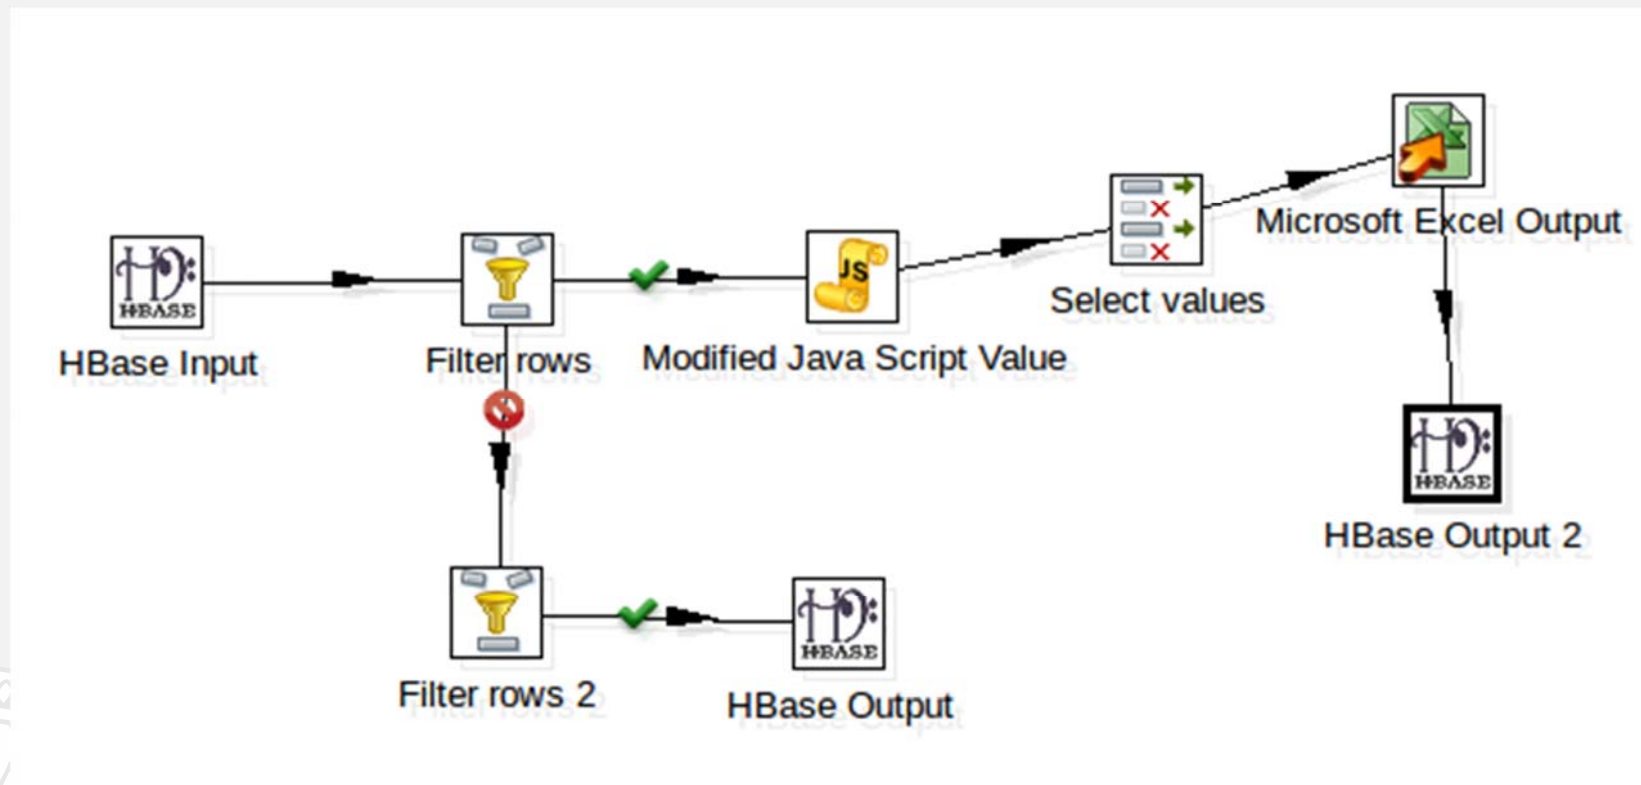 HBASE
HBase Input
Filter rows
JS
Modified Java Script Value
Select values
Microsoft Excel Output
HBASE
HBase Output 2
Filter rows 2
HBASE
HBase Output